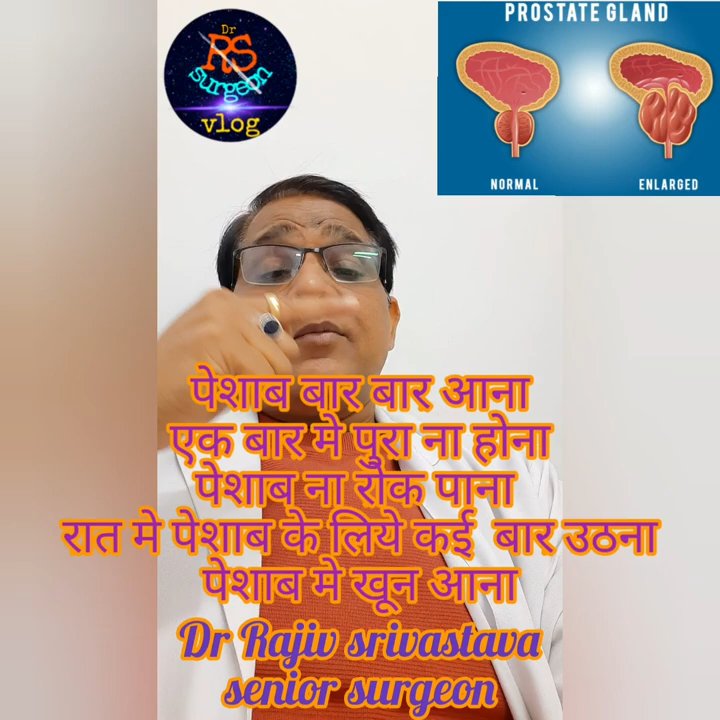 Dr
RS
surgeon
vlog
PROSTATE GLAND
NORMAL
ENLARGED
पेशाब बार बार आना
एक बार मे पुरा ना होना
पेशाब ना रोक पाना
रात मे पेशाब के लिये कई बार उठना
पेशाब मे खून आना
Dr Rajiv srivastava
senior surgeon